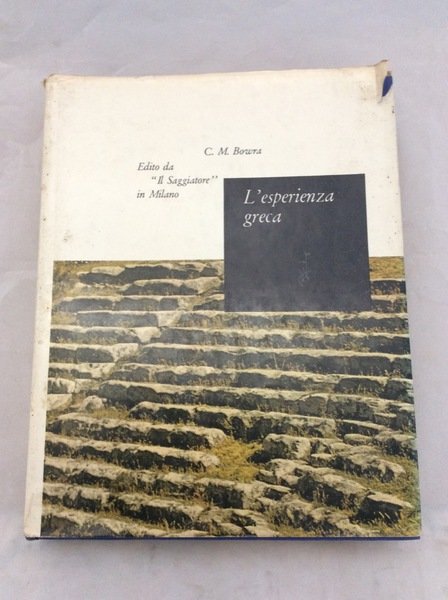 C. M. Bowra
Edito da
"Il Saggiatore"
in Milano
L'esperienza
greca